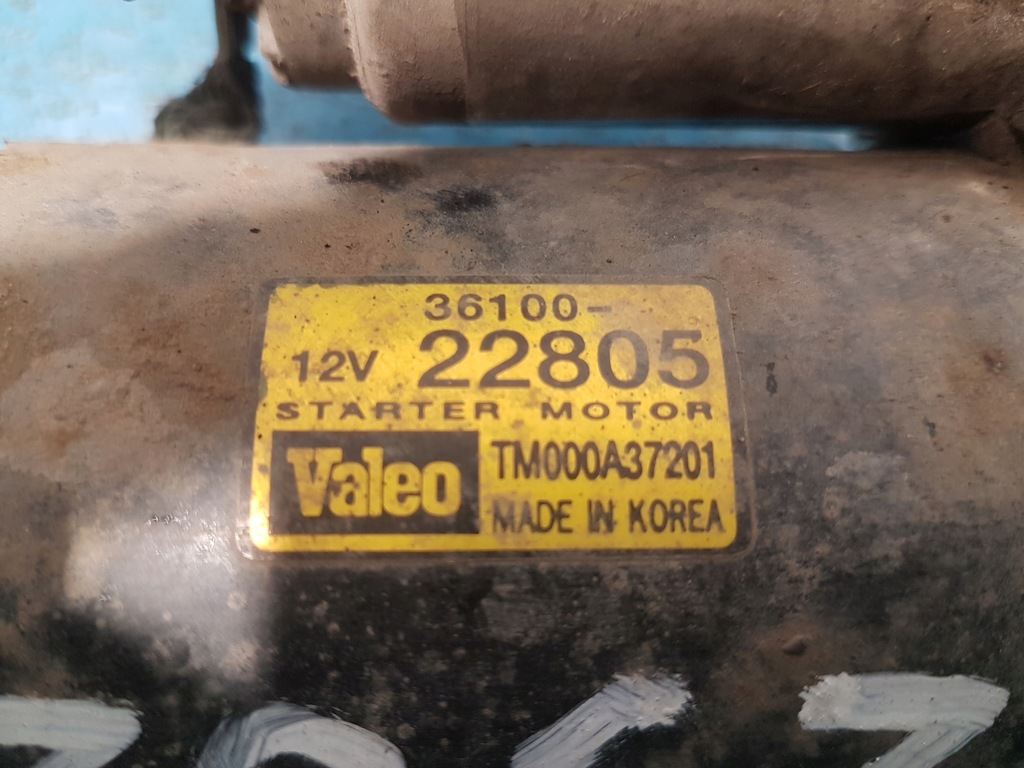 36100-
12V 22805
STARTER MOTOR
Valeo TM000A37201
MADE IN KOREA